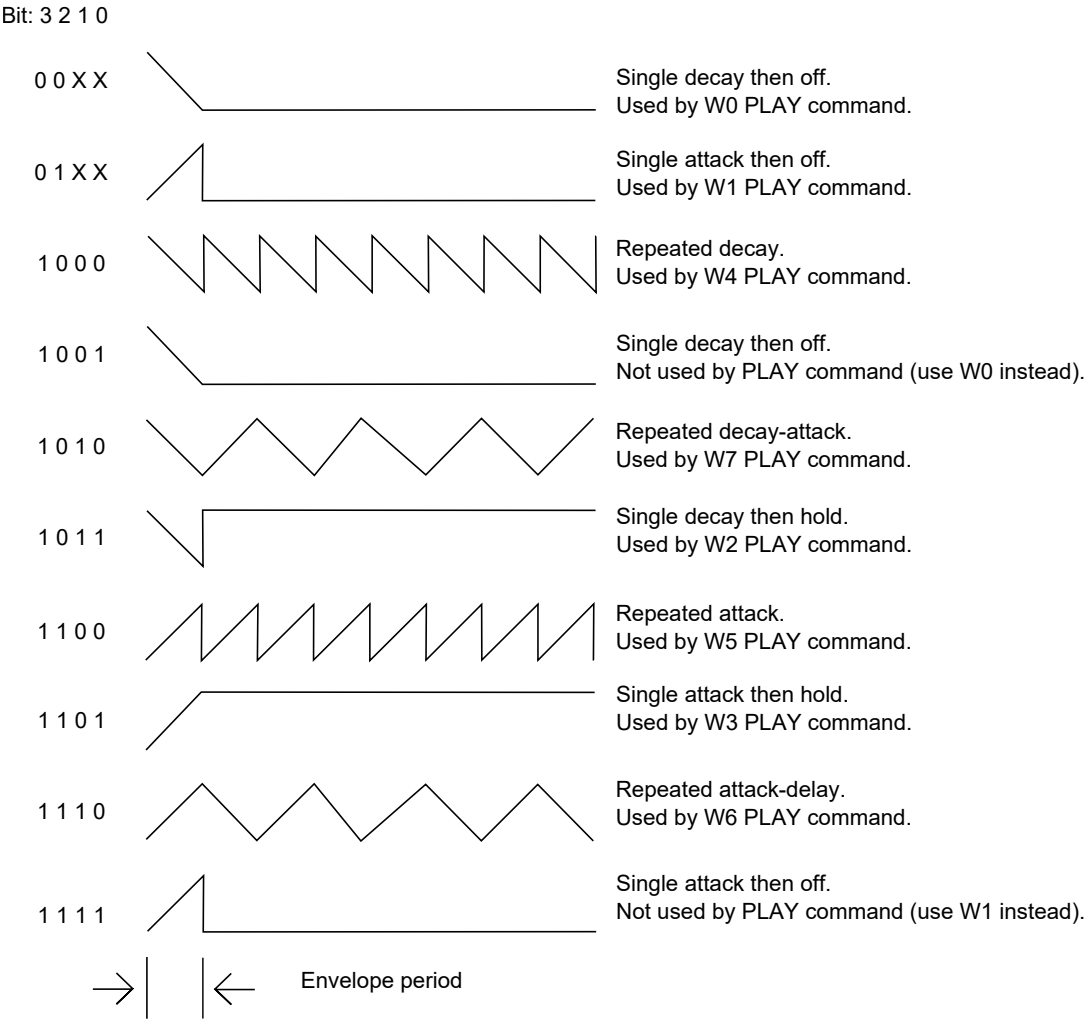 Bit: 3 2 1 0
0 0 X X
Single decay then off.
Used by W0 PLAY command.
0 1 X X
Single attack then off.
Used by W1 PLAY command.
1 0 0 0
Repeated decay.
Used by W4 PLAY command.
1 0 0 1
Single decay then off.
Not used by PLAY command (use W0 instead).
1 0 1 0
Repeated decay-attack.
Used by W7 PLAY command.
1 0 1 1
Single decay then hold.
Used by W2 PLAY command.
1 1 0 0
Repeated attack.
Used by W5 PLAY command.
1 1 0 1
Single attack then hold.
Used by W3 PLAY command.
1 1 1 0
Repeated attack-delay.
Used by W6 PLAY command.
1 1 1 1
Single attack then off.
Not used by PLAY command (use W1 instead).
Envelope period